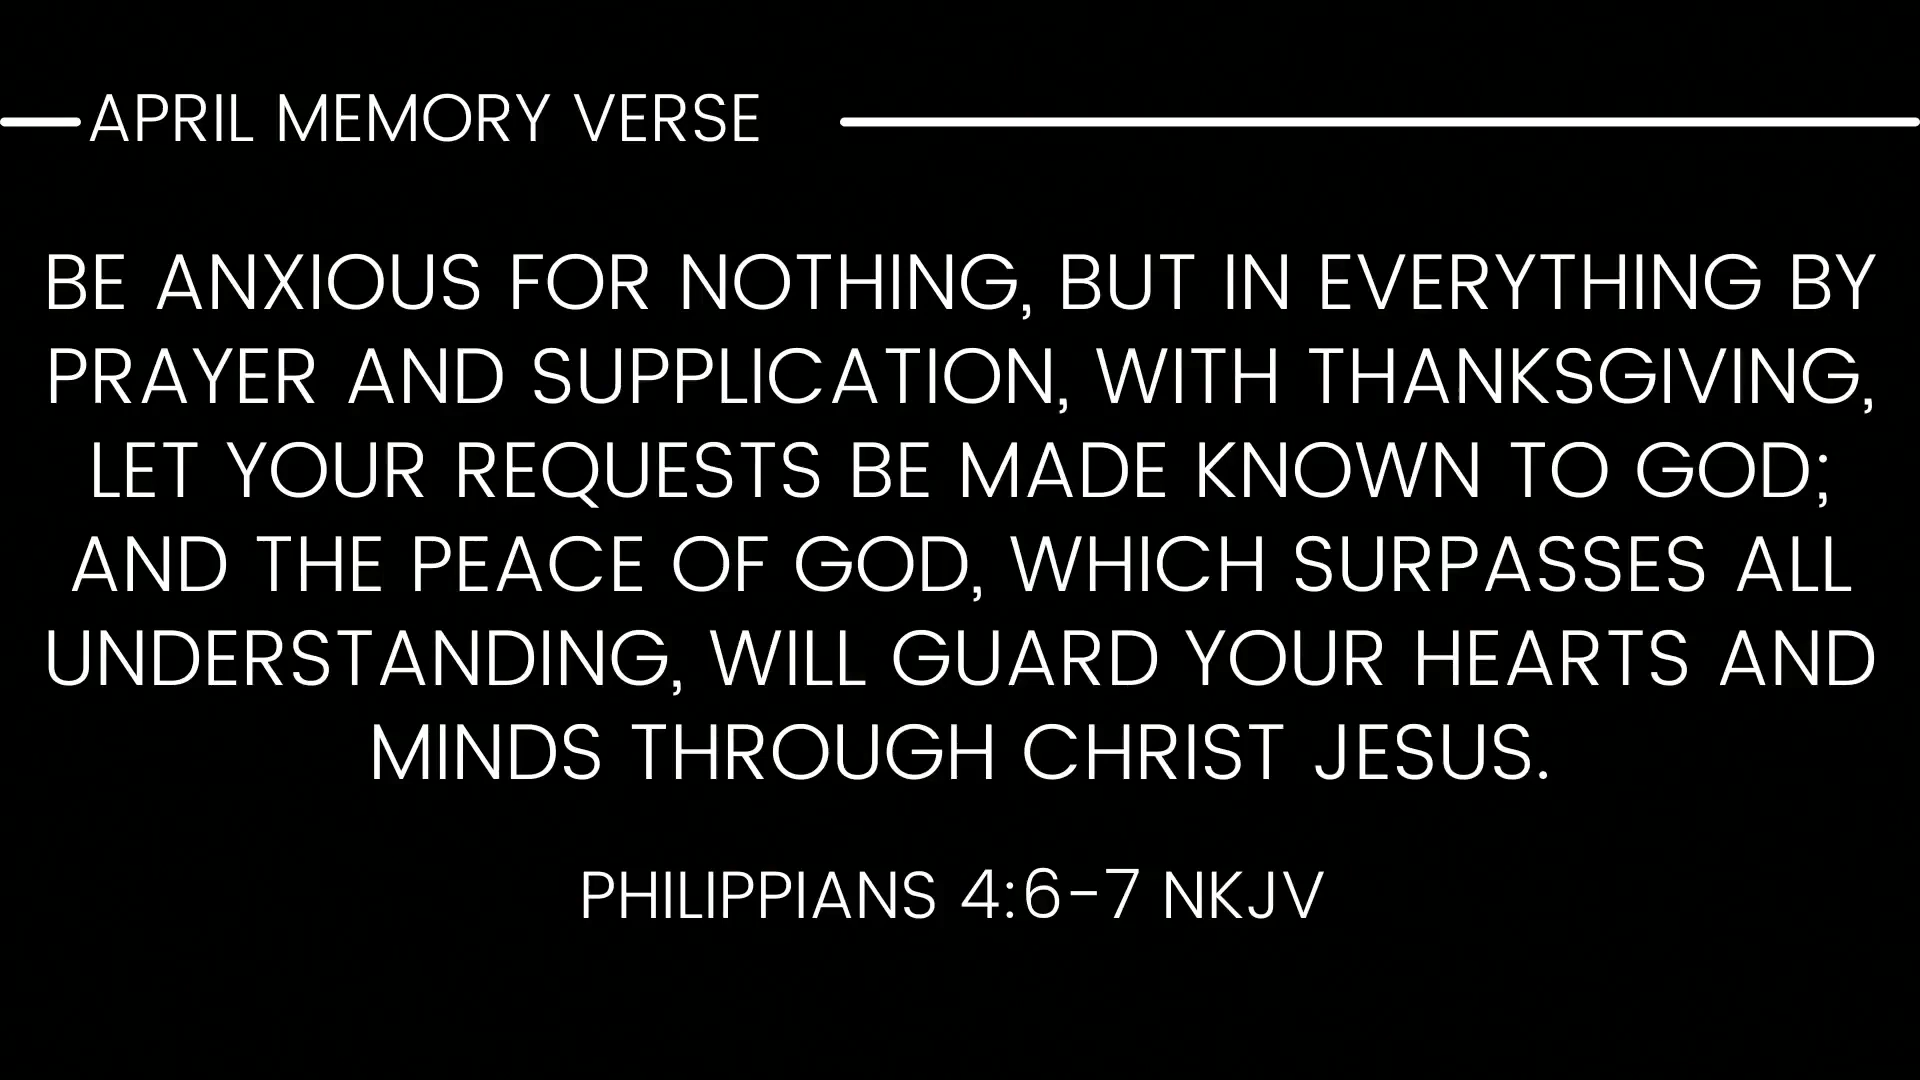 APRIL MEMORY VERSE
BE ANXIOUS FOR NOTHING, BUT IN EVERYTHING BY
PRAYER AND SUPPLICATION, WITH THANKSGIVING,
LET YOUR REQUESTS BE MADE KNOWN TO GOD;
AND THE PEACE OF GOD, WHICH SURPASSES ALL
UNDERSTANDING, WILL GUARD YOUR HEARTS AND
MINDS THROUGH CHRIST JESUS.
PHILIPPIANS 4:6-7 NKJV